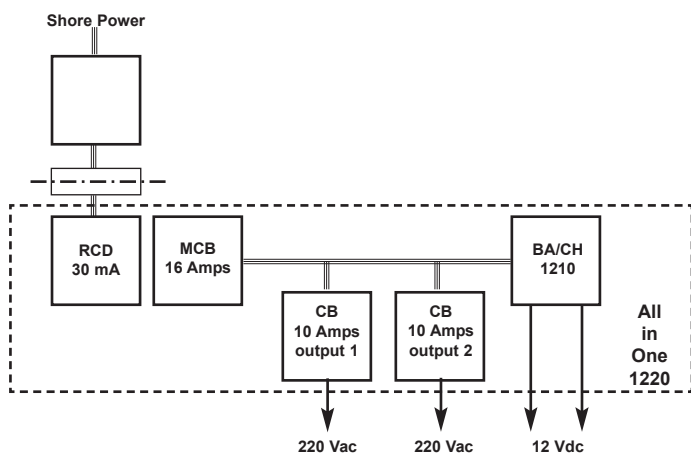 Shore Power
RCD
30 mA
MCB
16 Amps
BA/CH
1210
CB
10 Amps
output 1
CB
10 Amps
output 2
All
in
One
1220
220 Vac
220 Vac
12 Vdc